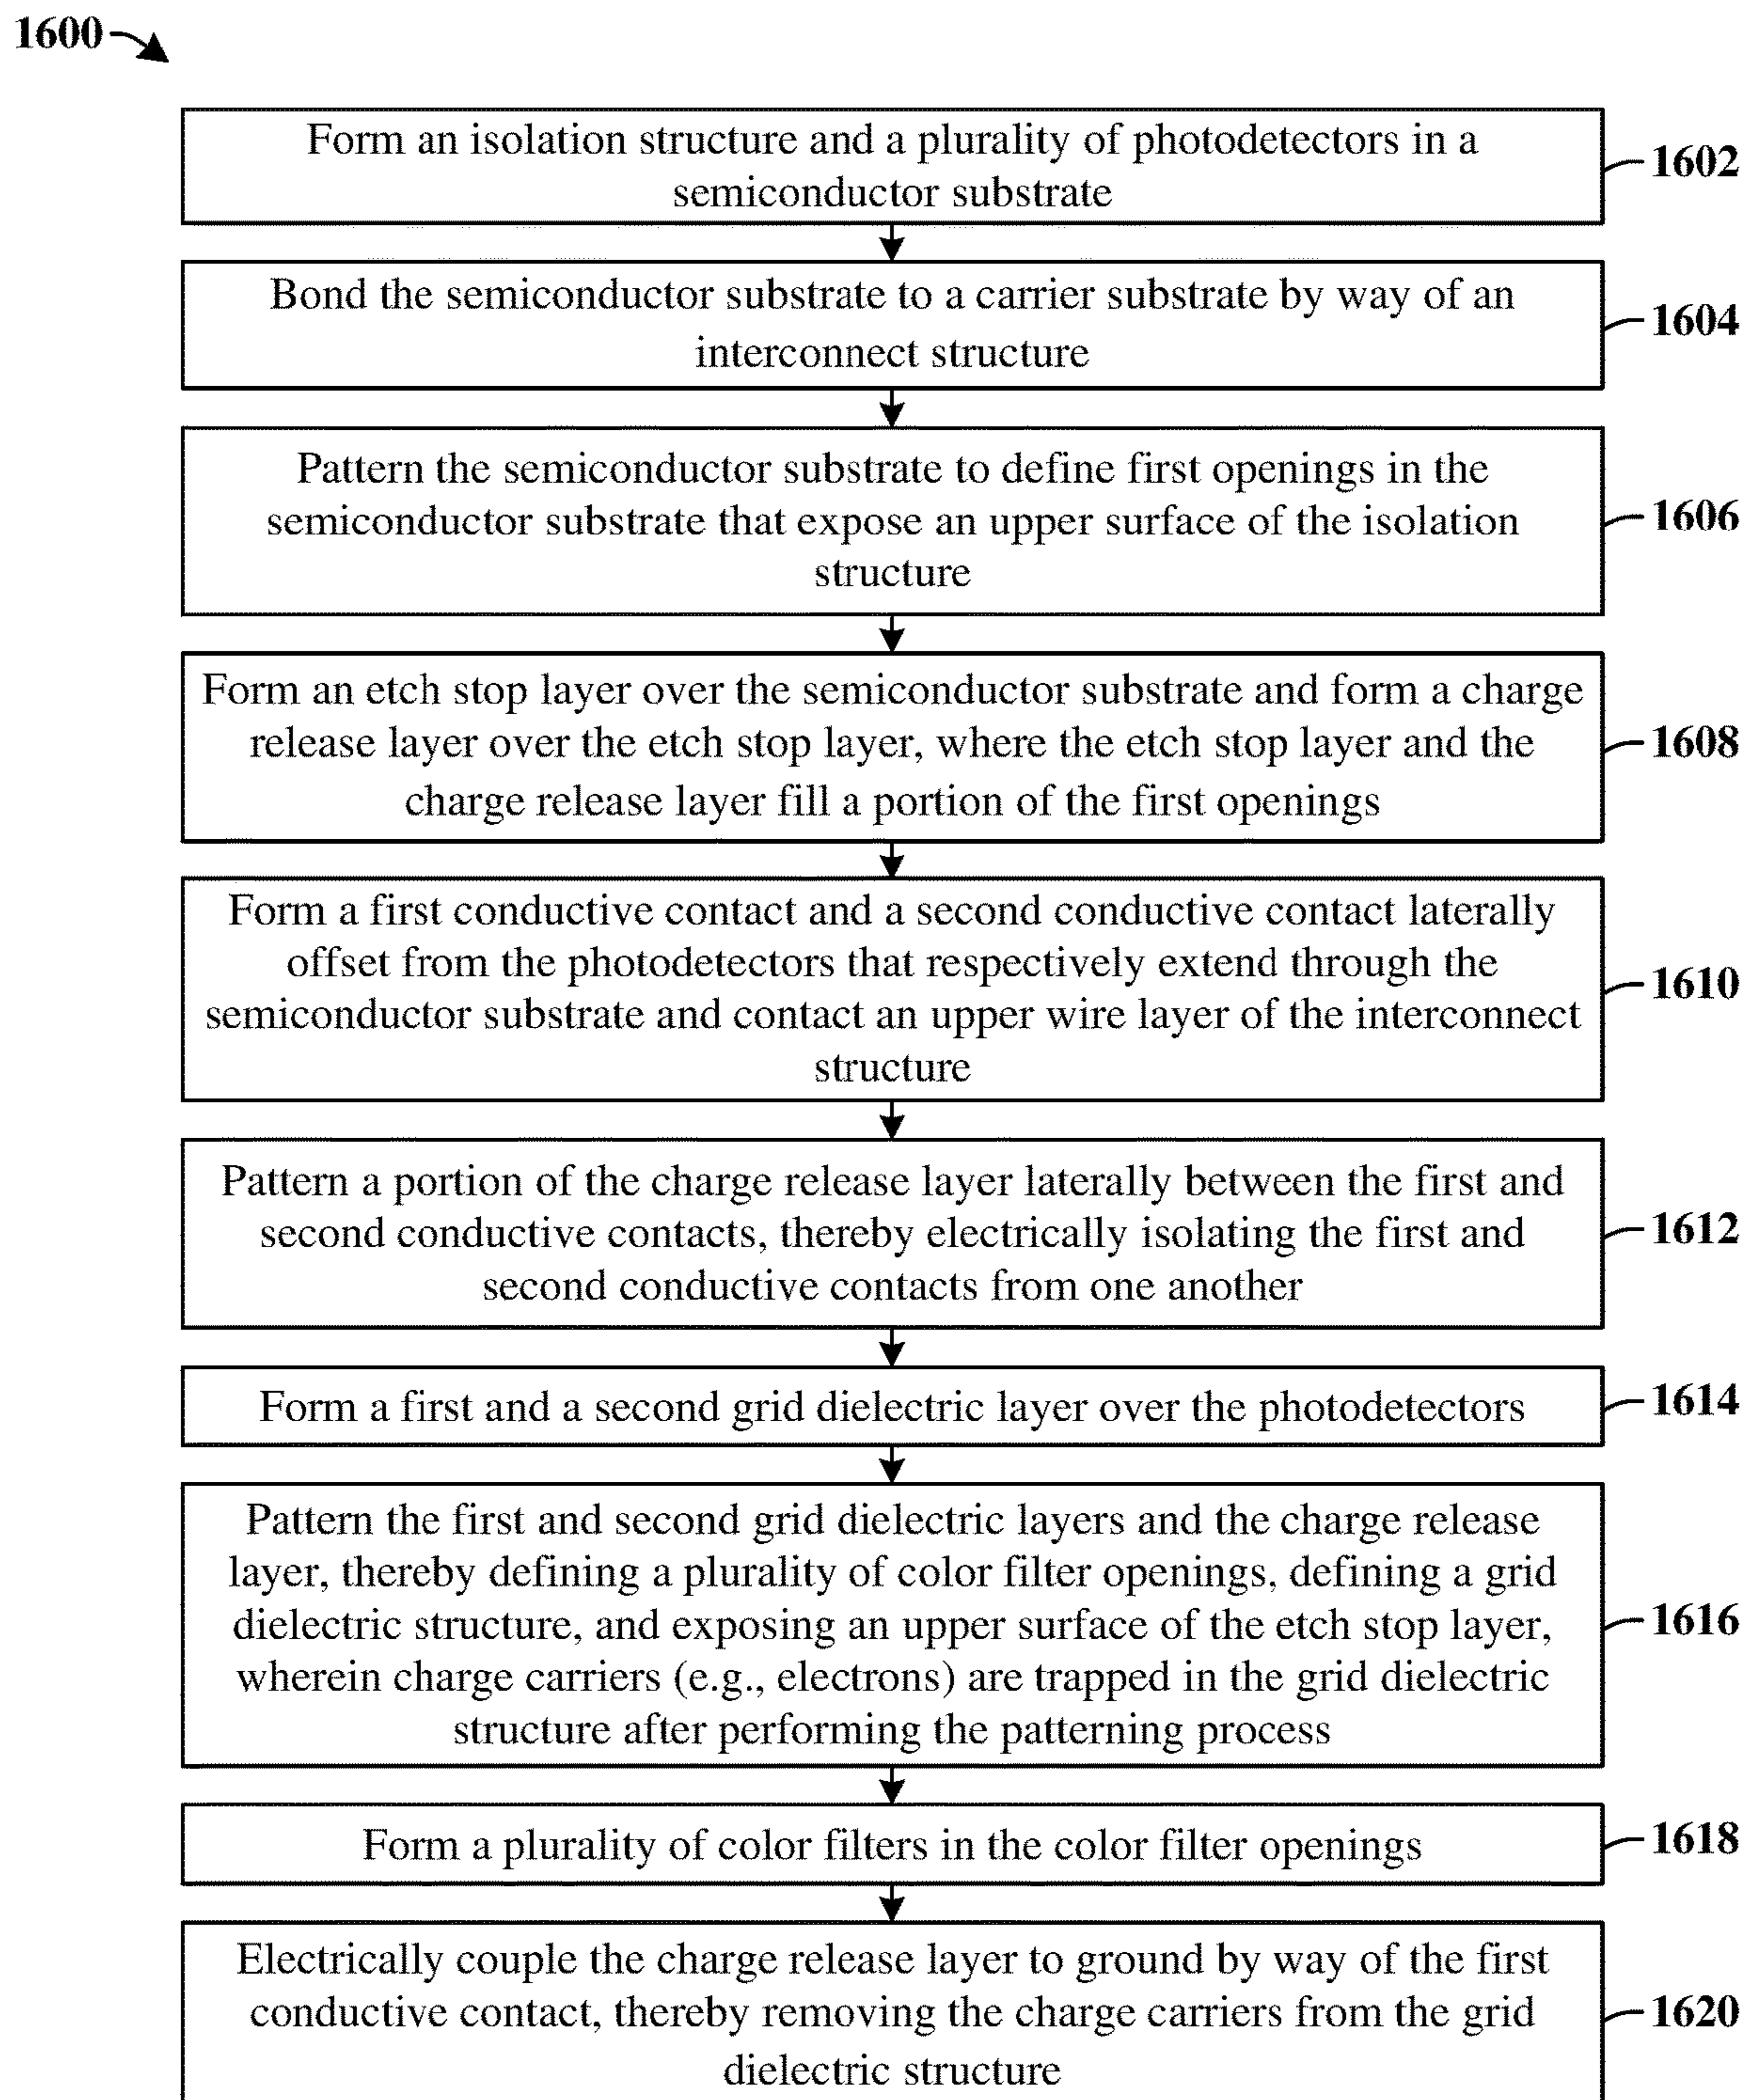 1600
Form an isolation structure and a plurality of photodetectors in a
semiconductor substrate
1602
Bond the semiconductor substrate to a carrier substrate by way of an
interconnect structure
1604
Pattern the semiconductor substrate to define first openings in the
semiconductor substrate that expose an upper surface of the isolation
structure
1606
Form an etch stop layer over the semiconductor substrate and form a charge
release layer over the etch stop layer, where the etch stop layer and the
charge release layer fill a portion of the first openings
1608
Form a first conductive contact and a second conductive contact laterally
offset from the photodetectors that respectively extend through the
semiconductor substrate and contact an upper wire layer of the interconnect
structure
1610
Pattern a portion of the charge release layer laterally between the first and
second conductive contacts, thereby electrically isolating the first and
second conductive contacts from one another
1612
Form a first and a second grid dielectric layer over the photodetectors
1614
Pattern the first and second grid dielectric layers and the charge release
layer, thereby defining a plurality of color filter openings, defining a grid
dielectric structure, and exposing an upper surface of the etch stop layer,
wherein charge carriers (e.g., electrons) are trapped in the grid dielectric
structure after performing the patterning process
1616
Form a plurality of color filters in the color filter openings
1618
Electrically couple the charge release layer to ground by way of the first
conductive contact, thereby removing the charge carriers from the grid
dielectric structure
1620